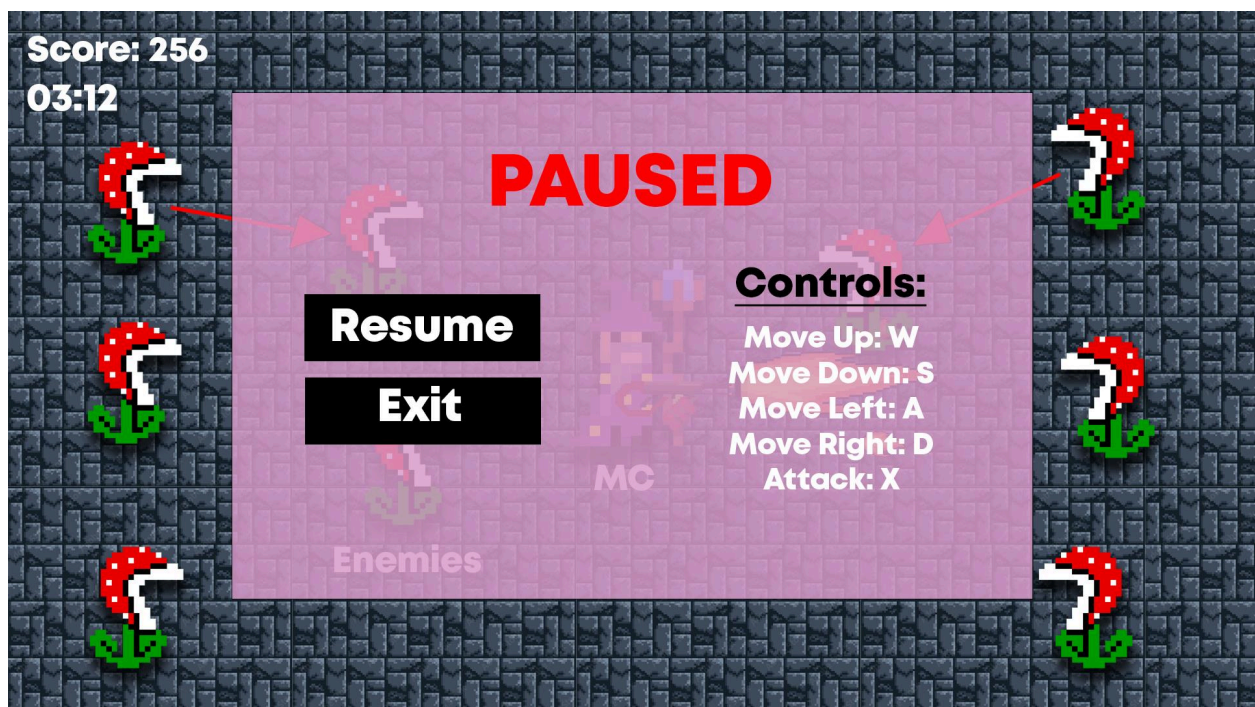 Score: 256
03:12
PAUSED
Controls:
Resume
Move Up: W
Move Down: S
Exit
Move Left: A
Move Right: D
Attack: X
MC
Enemies